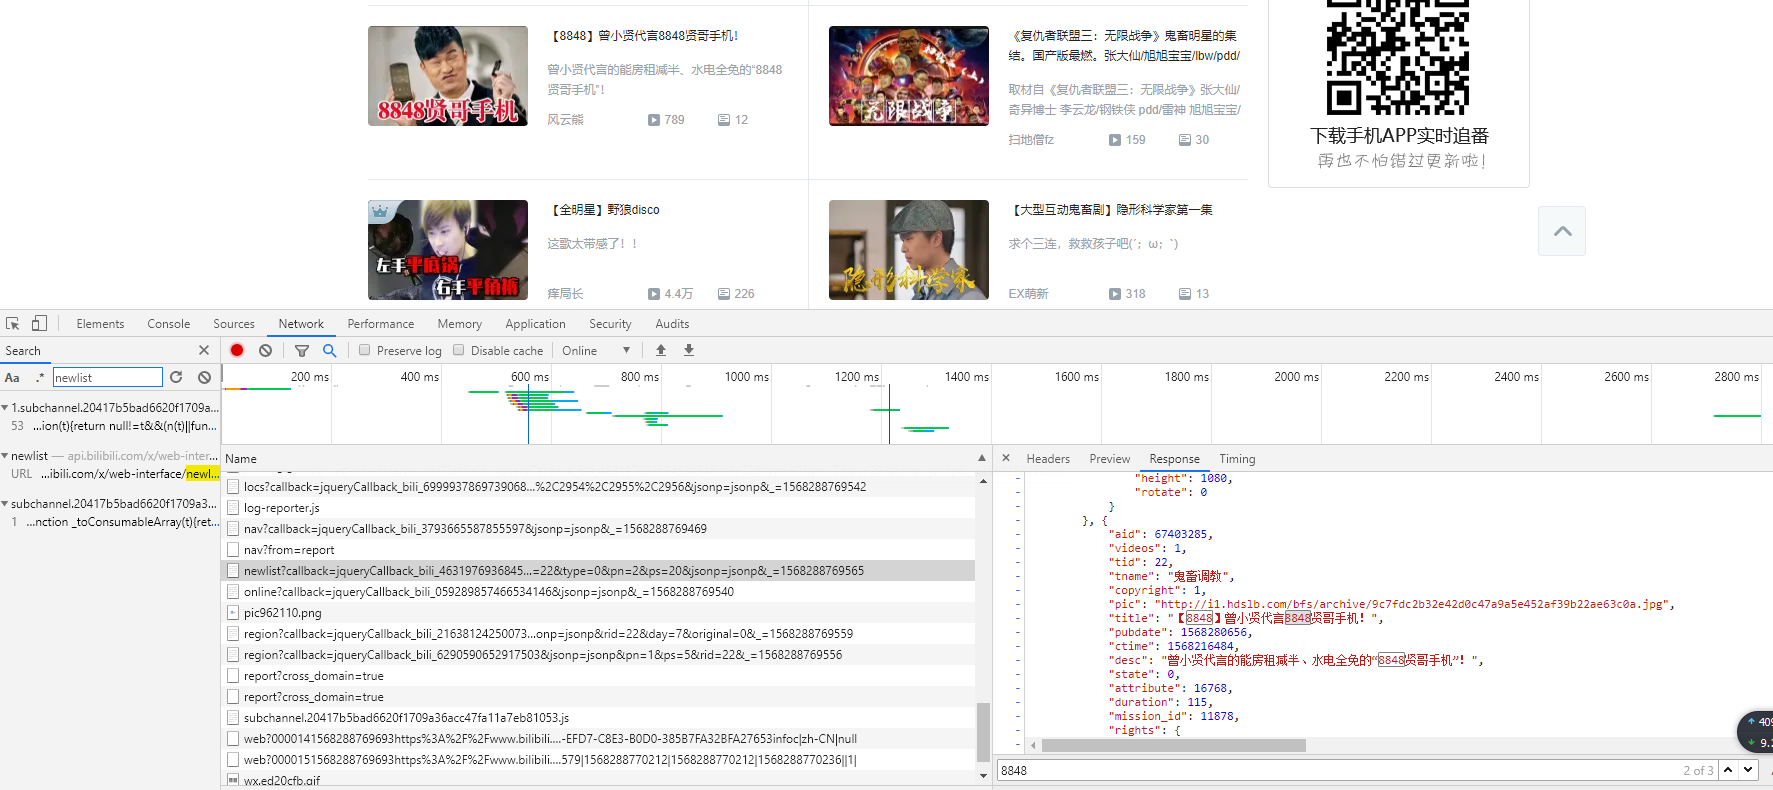 【8848】曾小贤代言8848贤哥手机！
曾小贤代言的能房租减半、水电全免的“8848
贤哥手机”！
风云熊 789 12
8848贤哥手机
《复仇者联盟三：无限战争》鬼畜明星的集
结。国产版最燃。张大仙/旭旭宝宝/lbw/pdd/
取材自《复仇者联盟三：无限战争》张大仙/
奇异博士 李云龙/钢铁侠 pdd/雷神 旭旭宝宝/
扫地僧fz 159 30
无限战争
下载手机APP实时追番
再也不怕错过更新啦！
【全明星】野狼disco
这歌太带感了！！
痒局长 4.4万 226
左手平底锅
右手平角裤
【大型互动鬼畜剧】隐形科学家第一集
求个三连，救救孩子吧(´；ω；`)
EX萌新 318 13
隐形科学家
Elements Console Sources Network Performance Memory Application Security Audits
Search
Preserve log Disable cache Online
Aa .* newlist
200 ms 400 ms 600 ms 800 ms 1000 ms 1200 ms 1400 ms 1600 ms 1800 ms 2000 ms 2200 ms 2400 ms 2600 ms 2800 ms
1.subchannel.20417b5bad6620f1709a...
53 ...ion(t){return null!=t&&(n(t)||fun...
newlist — api.bilibili.com/x/web-inter...
URL ...ibili.com/x/web-interface/newl...
subchannel.20417b5bad6620f1709a3...
1 ...nction _toConsumableArray(t){ret...
Name
locs?callback=jqueryCallback_bili_6999937869739068...%2C2954%2C2955%2C2956&jsonp=jsonp&_=1568288769542
log-reporter.js
nav?callback=jqueryCallback_bili_3793665587855597&jsonp=jsonp&_=1568288769469
nav?from=report
newlist?callback=jqueryCallback_bili_4631976936845...=22&type=0&pn=2&ps=20&jsonp=jsonp&_=1568288769565
online?callback=jqueryCallback_bili_059289857466534146&jsonp=jsonp&_=1568288769540
pic962110.png
region?callback=jqueryCallback_bili_21638124250073...onp=jsonp&rid=22&day=7&original=0&_=1568288769559
region?callback=jqueryCallback_bili_6290590652917503&jsonp=jsonp&pn=1&ps=5&rid=22&_=1568288769556
report?cross_domain=true
report?cross_domain=true
subchannel.20417b5bad6620f1709a36acc47fa11a7eb81053.js
web?0000141568288769693https%3A%2F%2Fwww.bilibili....-EFD7-C8E3-B0D0-385B7FA32BFA27653infoc|zh-CN|null
web?0000151568288769693https%3A%2F%2Fwww.bilibili....579|1568288770212|1568288770212|1568288770236||1|
wx.ed20cfb.gif
Headers Preview Response Timing
"height": 1080,
"rotate": 0
}
}, {
"aid": 67403285,
"videos": 1,
"tid": 22,
"tname": "鬼畜调教",
"copyright": 1,
"pic": "http://i1.hdslb.com/bfs/archive/9c7fdc2b32e42d0c47a9a5e452af39b22ae63c0a.jpg",
"title": "【8848】曾小贤代言8848贤哥手机！",
"pubdate": 1568280656,
"ctime": 1568216484,
"desc": "曾小贤代言的能房租减半、水电全免的“8848贤哥手机”！",
"state": 0,
"attribute": 16768,
"duration": 115,
"mission_id": 11878,
"rights": {
8848 2 of 3
409
9.2